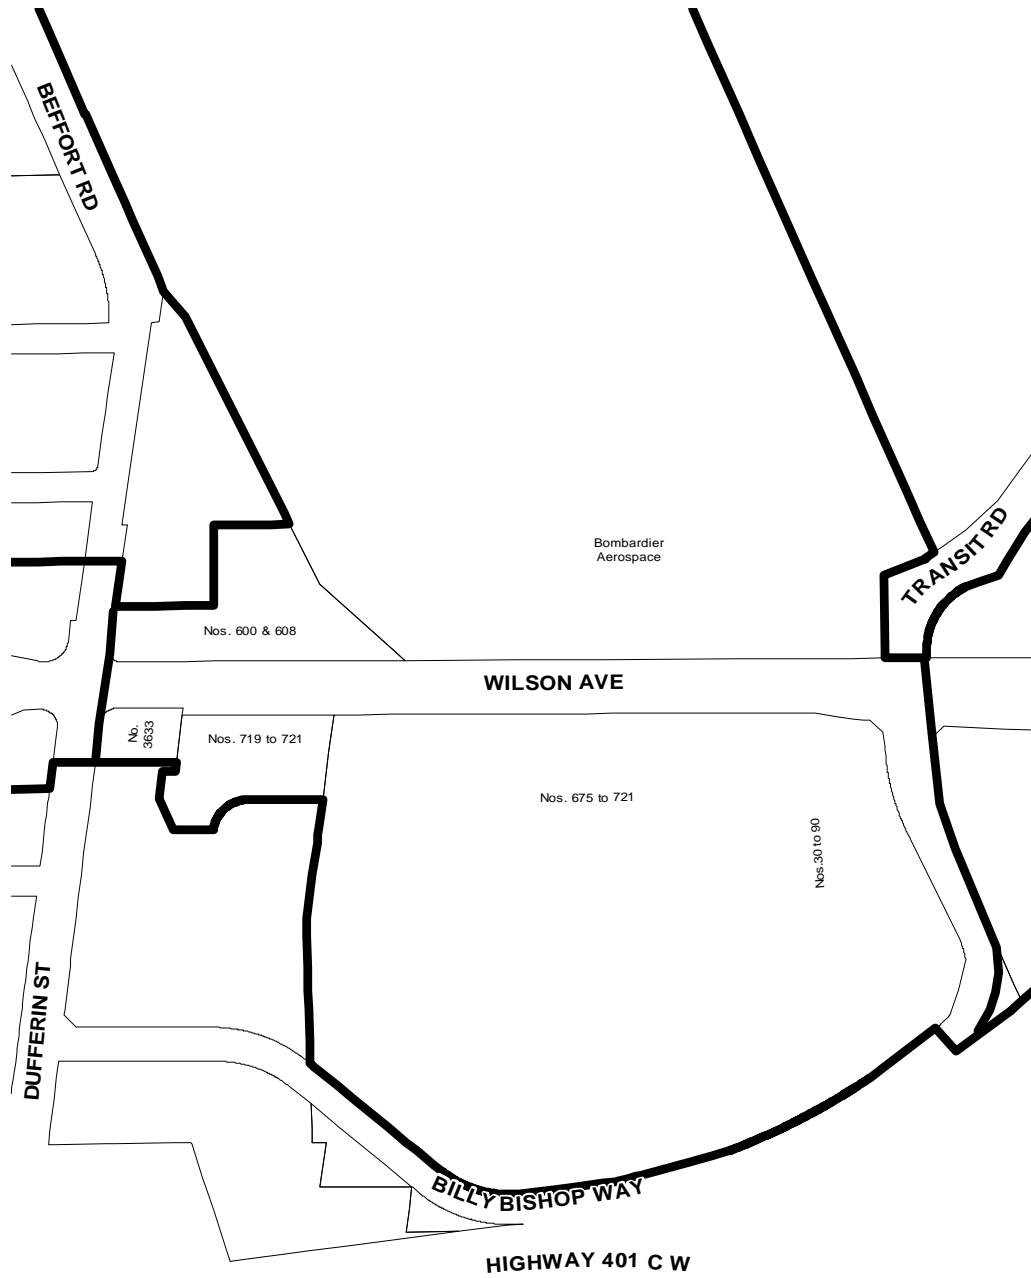 BEFFORT RD
Bombardier
Aerospace
TRANSIT RD
Nos. 600 & 608
WILSON AVE
No.
3633
Nos. 719 to 721
Nos. 675 to 721
Nos.30 to 90
DUFFERIN ST
BILLY BISHOP WAY
HIGHWAY 401 C W